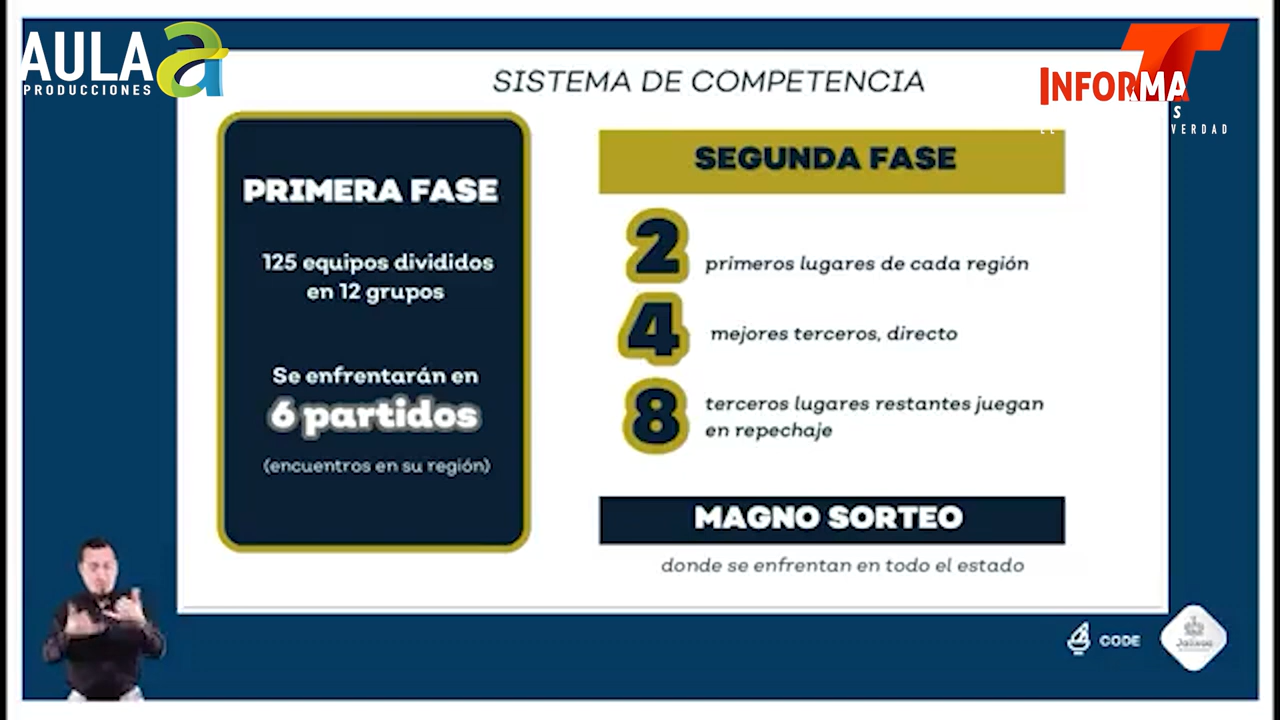 AULA
PRODUCCIONES
INFORMA
S
VERDAD
SISTEMA DE COMPETENCIA
PRIMERA FASE
125 equipos divididos
en 12 grupos
Se enfrentarán en
6 partidos
(encuentros en su región)
SEGUNDA FASE
2 primeros lugares de cada región
4 mejores terceros, directo
8 terceros lugares restantes juegan
en repechaje
MAGNO SORTEO
donde se enfrentan en todo el estado
CODE
Jalisco